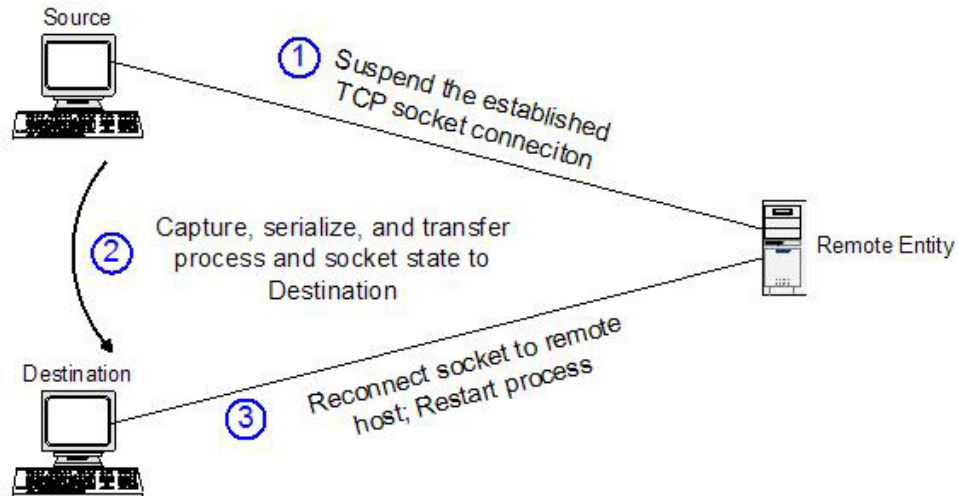 Source
1
Suspend the established
TCP socket conneciton
2
Capture, serialize, and transfer
process and socket state to
Destination
Remote Entity
Destination
3
Reconnect socket to remote
host; Restart process